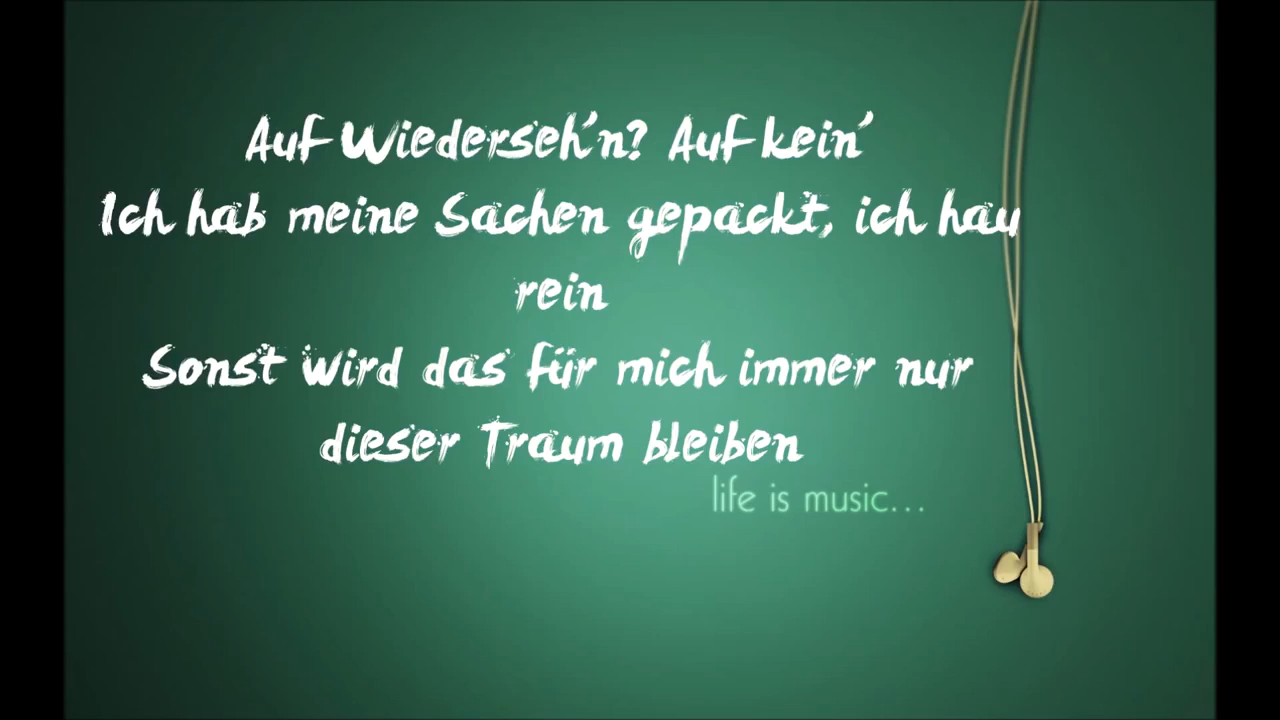 Auf Wiederseh'n? Auf kein'
Ich hab meine Sachen gepackt, ich hau
rein
Sonst wird das für mich immer nur
dieser Traum bleiben
life is music...